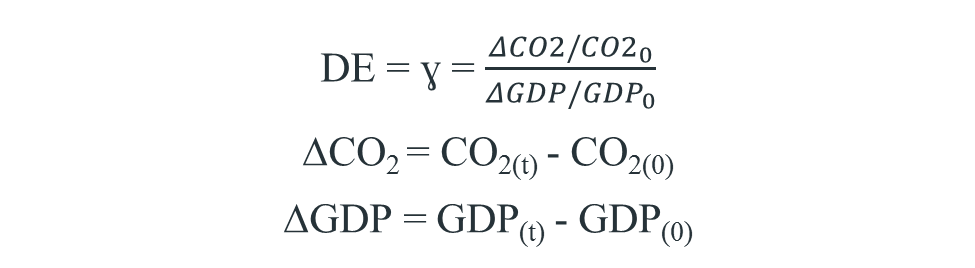 DE = ɣ = ΔCO2/CO2₀
ΔGDP/GDP₀
ΔCO₂ = CO₂₍ₜ₎ - CO₂₍₀₎
ΔGDP = GDP₍ₜ₎ - GDP₍₀₎